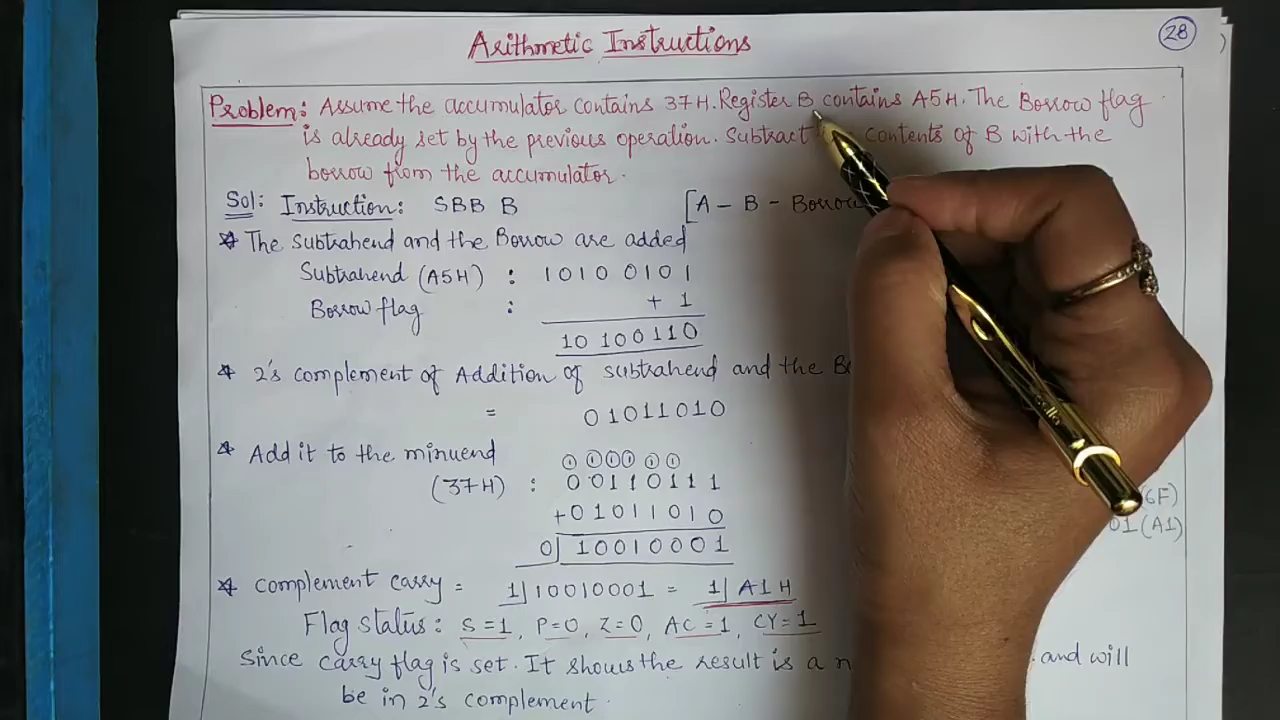 Arithmetic Instructions
28
Problem: Assume the accumulator contains 37H. Register B contains A5H. The Borrow flag
is already set by the previous operation. Subtract contents of B with the
borrow from the accumulator.
Sol: Instruction: SBB B [A - B - Borrow
* The subtrahend and the Borrow are added
Subtrahend (A5H) : 1010 0101
Borrow flag : + 1
10 100110
* 2's complement of Addition of subtrahend and the
= 01011010
* Add it to the minuend
① ①①① ① ①
(37H) : 00110111
+01011010
0] 10010001
* Complement carry = 1] 10010001 = 1] A1H
Flag status: S=1, P=0, Z=0, AC=1, CY=1
Since carry flag is set. It shows the result is a and will
be in 2's complement.
6F)
01(A1)